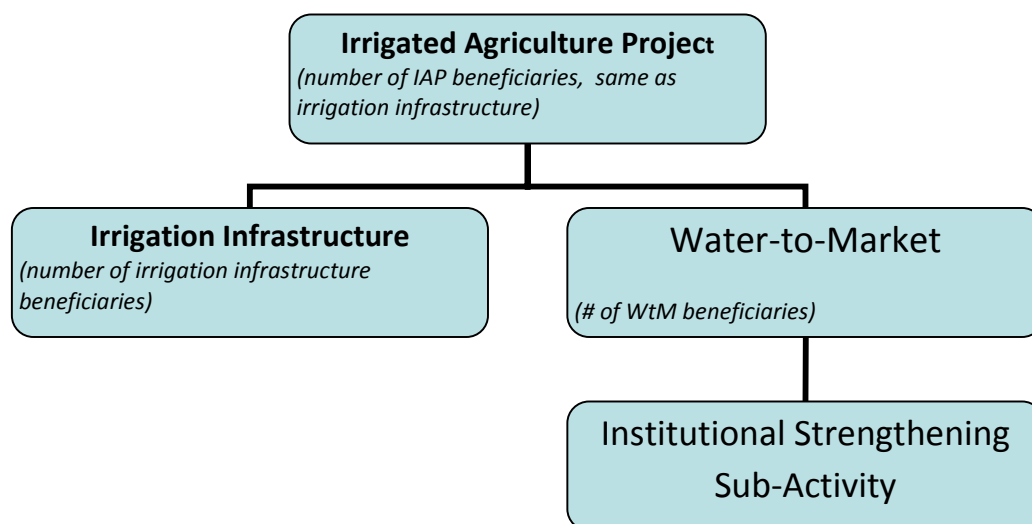 Irrigated Agriculture Project
(number of IAP beneficiaries, same as
irrigation infrastructure)
Irrigation Infrastructure
(number of irrigation infrastructure
beneficiaries)
Water-to-Market
(# of WtM beneficiaries)
Institutional Strengthening
Sub-Activity